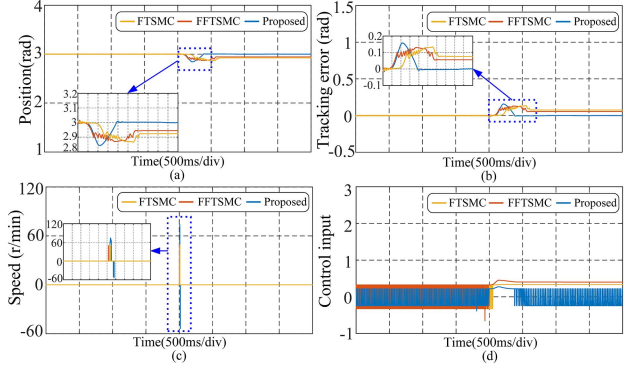 FTSMC FFTSMC Proposed
Position(rad)
4
3
2
1
3.2
3.1
3.0
2.9
2.8
Time(500ms/div)
(a)
FTSMC FFTSMC Proposed
Tracking error (rad)
1.5
1
0.5
0
-0.5
0.2
0.1
0
-0.1
Time(500ms/div)
(b)
FTSMC FFTSMC Proposed
Speed (r/min)
120
60
0
-60
120
60
0
-60
Time(500ms/div)
(c)
FTSMC FFTSMC Proposed
Control input
3
2
1
0
-1
Time(500ms/div)
(d)